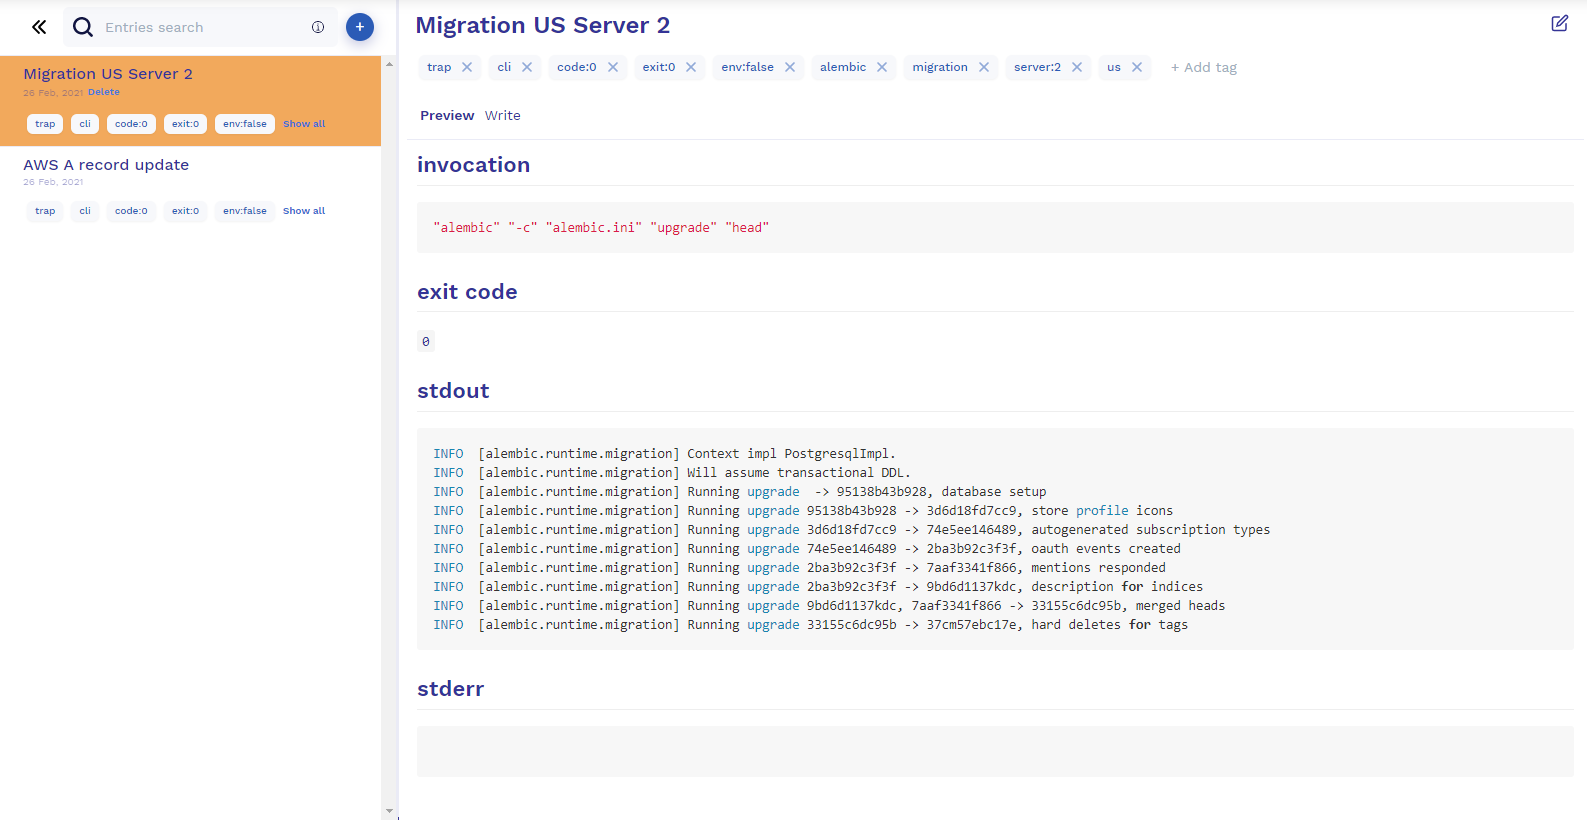 Entries search
+
Migration US Server 2
26 Feb, 2021 Delete
trap cli code:0 exit:0 env:false Show all
AWS A record update
26 Feb, 2021
trap cli code:0 exit:0 env:false Show all
Migration US Server 2
trap cli code:0 exit:0 env:false alembic migration server:2 us + Add tag
Preview Write
invocation
"alembic" "-c" "alembic.ini" "upgrade" "head"
exit code
0
stdout
INFO [alembic.runtime.migration] Context impl PostgresqlImpl.
INFO [alembic.runtime.migration] Will assume transactional DDL.
INFO [alembic.runtime.migration] Running upgrade -> 95138b43b928, database setup
INFO [alembic.runtime.migration] Running upgrade 95138b43b928 -> 3d6d18fd7cc9, store profile icons
INFO [alembic.runtime.migration] Running upgrade 3d6d18fd7cc9 -> 74e5ee146489, autogenerated subscription types
INFO [alembic.runtime.migration] Running upgrade 74e5ee146489 -> 2ba3b92c3f3f, oauth events created
INFO [alembic.runtime.migration] Running upgrade 2ba3b92c3f3f -> 7aaf3341f866, mentions responded
INFO [alembic.runtime.migration] Running upgrade 2ba3b92c3f3f -> 9bd6d1137kdc, description for indices
INFO [alembic.runtime.migration] Running upgrade 9bd6d1137kdc, 7aaf3341f866 -> 33155c6dc95b, merged heads
INFO [alembic.runtime.migration] Running upgrade 33155c6dc95b -> 37cm57ebc17e, hard deletes for tags
stderr